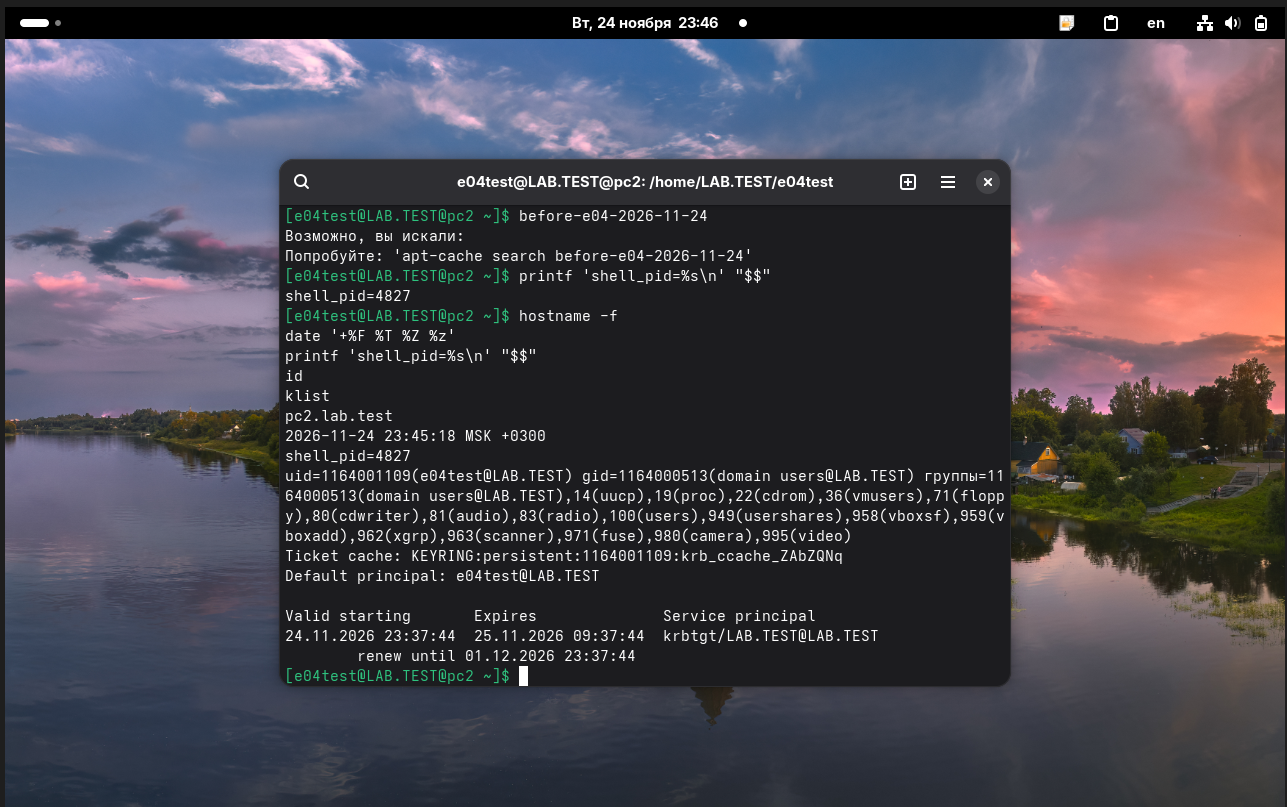 Вт, 24 ноября 23:46
en
e04test@LAB.TEST@pc2: /home/LAB.TEST/e04test
[e04test@LAB.TEST@pc2 ~]$ before-e04-2026-11-24
Возможно, вы искали:
Попробуйте: 'apt-cache search before-e04-2026-11-24'
[e04test@LAB.TEST@pc2 ~]$ printf 'shell_pid=%s\n' "$$"
shell_pid=4827
[e04test@LAB.TEST@pc2 ~]$ hostname -f
date '+%F %T %Z %z'
printf 'shell_pid=%s\n' "$$"
id
klist
pc2.lab.test
2026-11-24 23:45:18 MSK +0300
shell_pid=4827
uid=1164001109(e04test@LAB.TEST) gid=1164000513(domain users@LAB.TEST) группы=11
64000513(domain users@LAB.TEST),14(uucp),19(proc),22(cdrom),36(vmusers),71(flopp
y),80(cdwriter),81(audio),83(radio),100(users),949(usershares),958(vboxsf),959(v
boxadd),962(xgrp),963(scanner),971(fuse),980(camera),995(video)
Ticket cache: KEYRING:persistent:1164001109:krb_ccache_ZAbZQNq
Default principal: e04test@LAB.TEST
Valid starting       Expires              Service principal
24.11.2026 23:37:44  25.11.2026 09:37:44  krbtgt/LAB.TEST@LAB.TEST
        renew until 01.12.2026 23:37:44
[e04test@LAB.TEST@pc2 ~]$